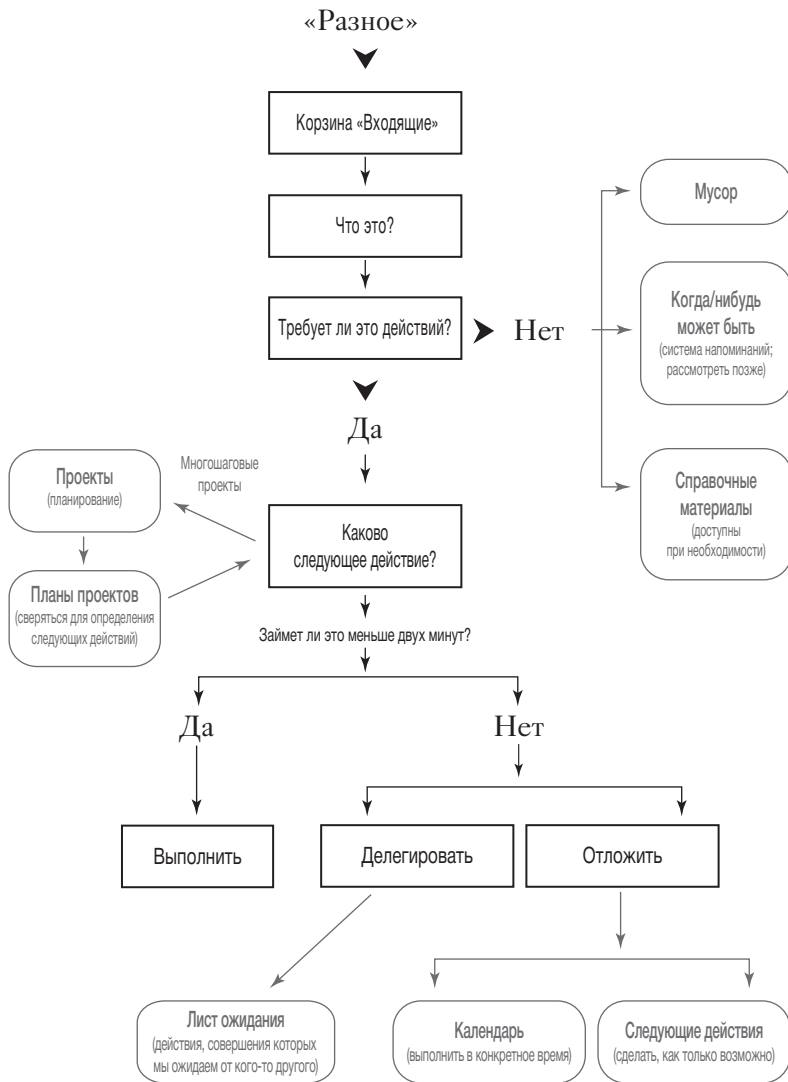 «Разное»
Корзина «Входящие»
Что это?
Требует ли это действий?
Нет
Мусор
Когда/нибудь
может быть
(система напоминаний;
рассмотреть позже)
Справочные
материалы
(доступны
при необходимости)
Да
Многошаговые
проекты
Проекты
(планирование)
Планы проектов
(сверяться для определения
следующих действий)
Каково
следующее действие?
Займет ли это меньше двух минут?
Да
Нет
Выполнить
Делегировать
Отложить
Лист ожидания
(действия, совершения которых
мы ожидаем от кого-то другого)
Календарь
(выполнить в конкретное время)
Следующие действия
(сделать, как только возможно)